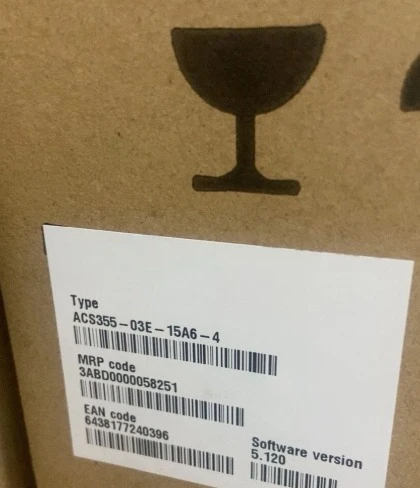 Type
ACS355-03E-15A6-4
MRP code
3ABD0000058251
EAN code
6438177240396
Software version
5.120